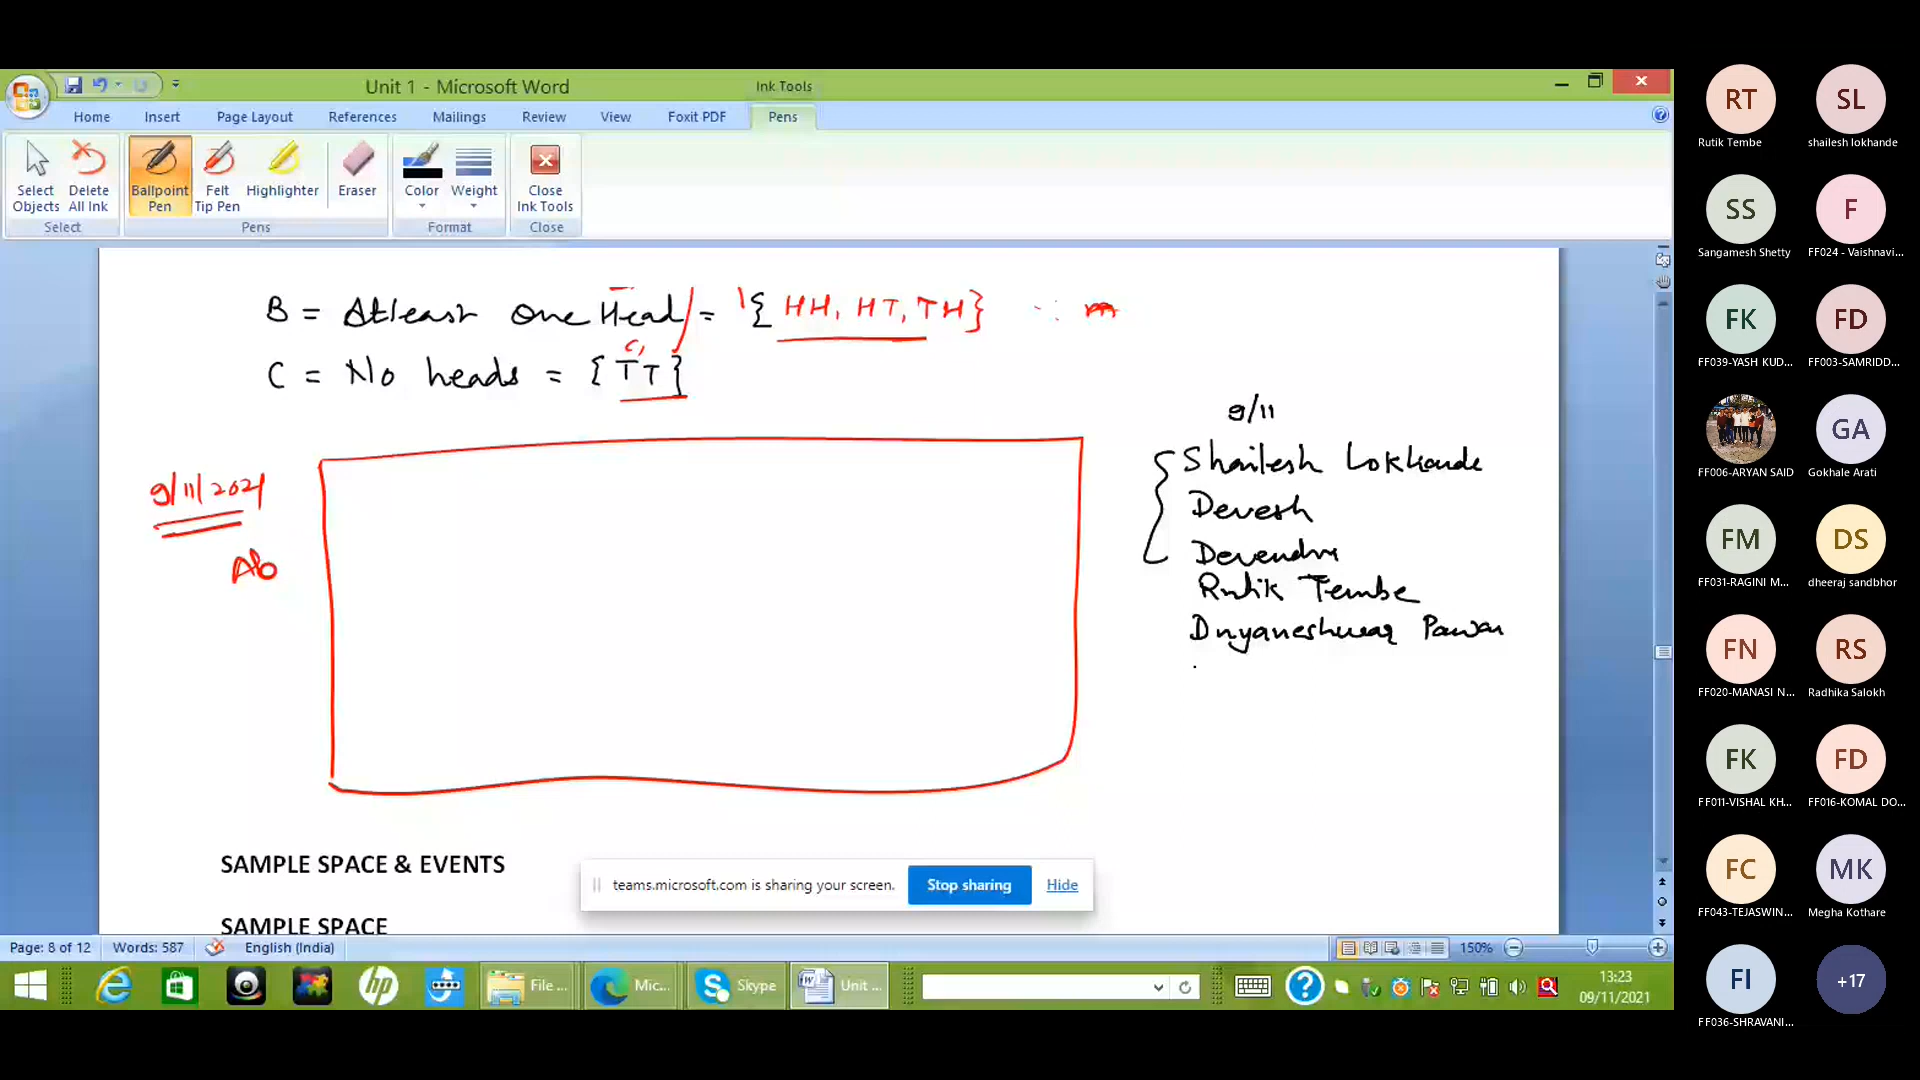 Unit 1 - Microsoft Word
Ink Tools
Home Insert Page Layout References Mailings Review View Foxit PDF Pens
Select Objects
Delete All Ink
Ballpoint Pen
Felt Tip Pen
Highlighter
Eraser
Color
Weight
Close Ink Tools
Select Pens Format Close
B = Atleast one Head = { HH, HT, TH }
C = No heads = { TT }
9/11/2021
Ab
9/11
Shailesh Lokhande
Devesh
Devendra
Rutik Tembe
Dnyaneshwar Pawar
SAMPLE SPACE & EVENTS
SAMPLE SPACE
teams.microsoft.com is sharing your screen. Stop sharing Hide
Page: 8 of 12 Words: 587 English (India) 150%
File ... Mic... Skype Unit ...
13:23
09/11/2021
RT SL
Rutik Tembe shailesh lokhande
SS F
Sangamesh Shetty FF024 - Vaishnavi...
FK FD
FF039-YASH KUD... FF003-SAMRIDD...
GA
FF006-ARYAN SAID Gokhale Arati
FM DS
FF031-RAGINI M... dheeraj sandbhor
FN RS
FF020-MANASI N... Radhika Salokh
FK FD
FF011-VISHAL KH... FF016-KOMAL DO...
FC MK
FF043-TEJASWIN... Megha Kothare
FI +17
FF036-SHRAVANI...